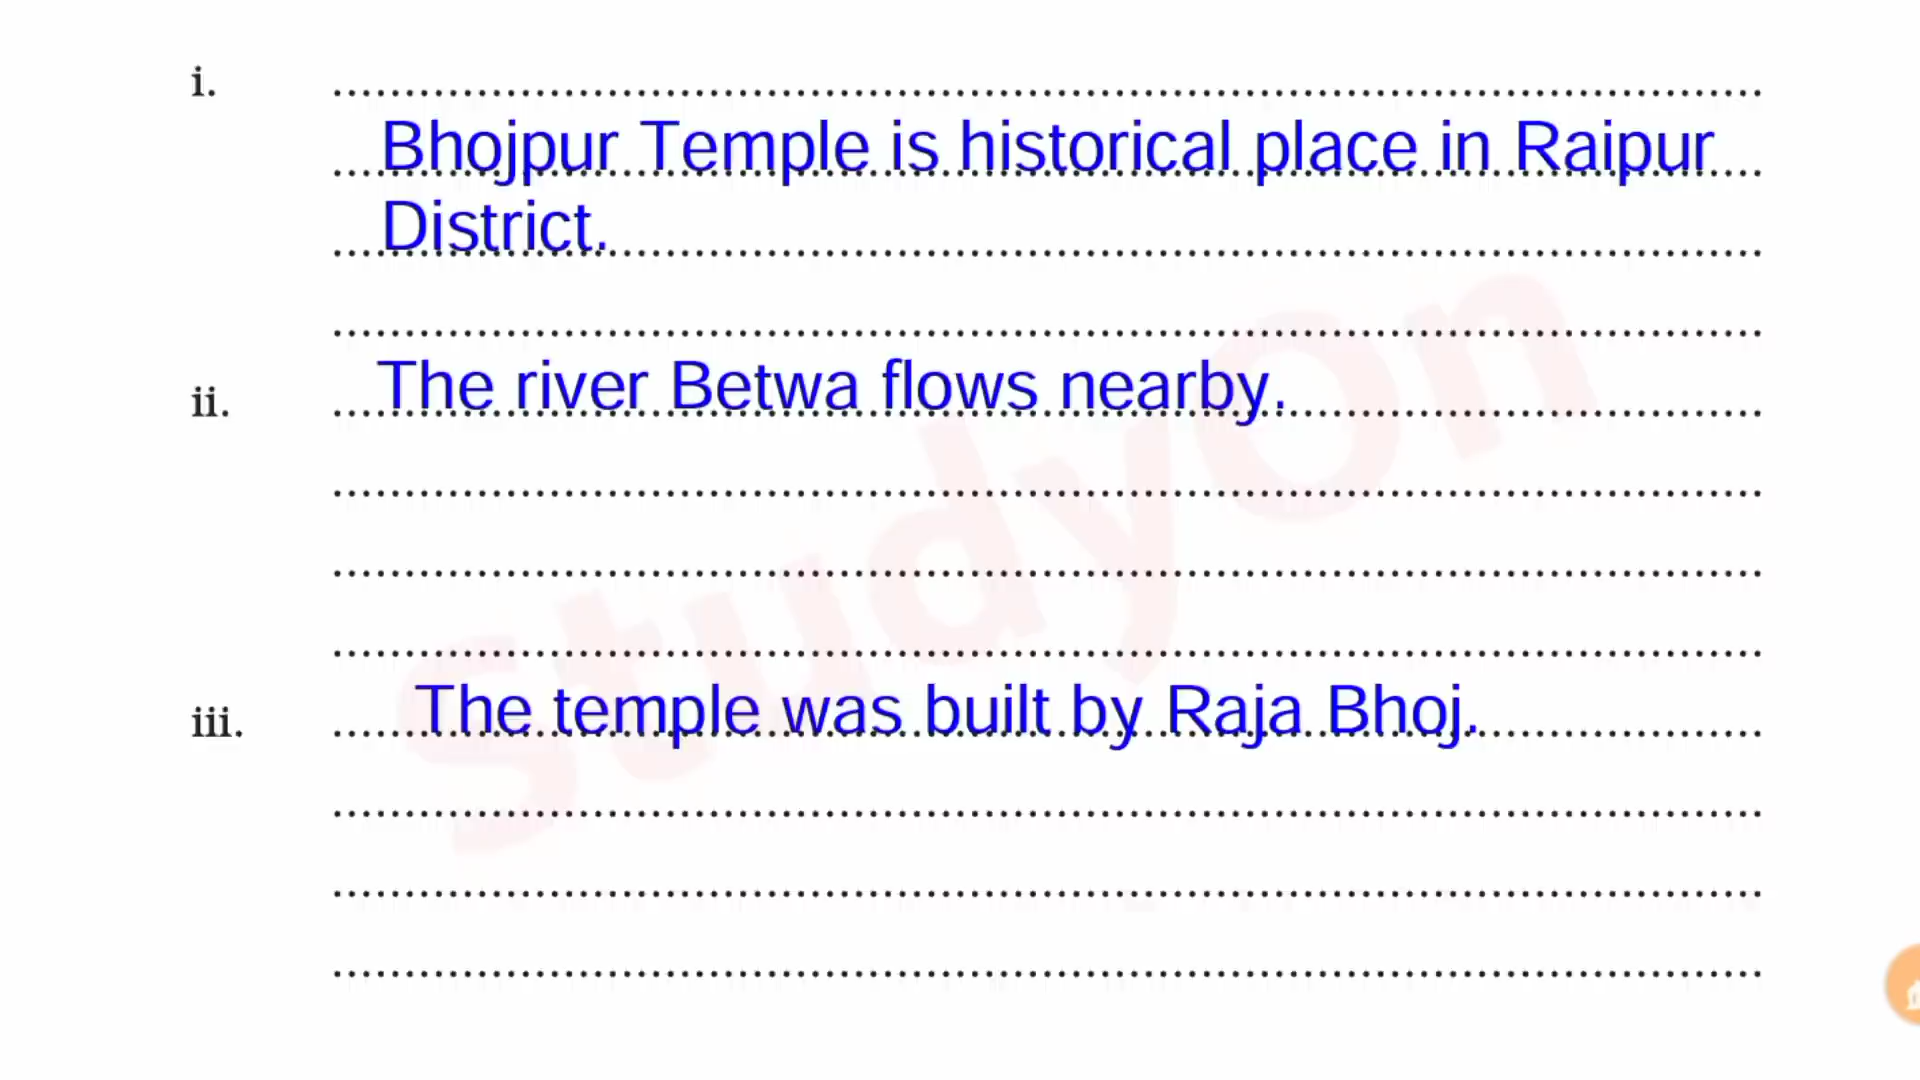 i.
Bhojpur Temple is historical place in Raipur
District.
ii. The river Betwa flows nearby.
iii. The temple was built by Raja Bhoj.
studyOn